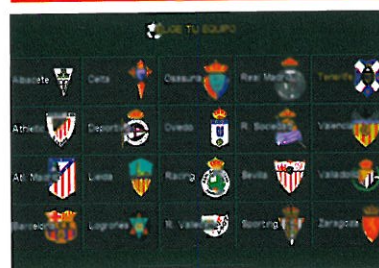 ELIGE TU EQUIPO
Albacete Celta Osasuna Real Madrid Tenerife
Athletic Deportivo Oviedo R. Sociedad Valencia
Atl. Madrid Lleida Racing Sevilla Valladolid
Barcelona Logroñes R. Valle Sporting Zaragoza